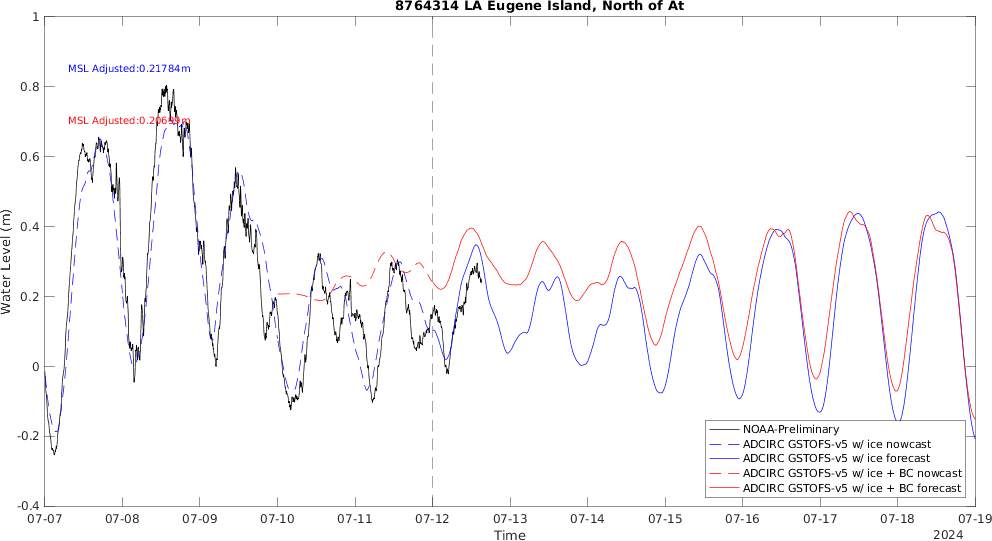 8764314 LA Eugene Island, North of At
MSL Adjusted:0.21784m
MSL Adjusted:0.20699m
Water Level (m)
1
0.8
0.6
0.4
0.2
0
-0.2
-0.4
07-07 07-08 07-09 07-10 07-11 07-12 07-13 07-14 07-15 07-16 07-17 07-18 07-19
Time
2024
NOAA-Preliminary
ADCIRC GSTOFS-v5 w/ ice nowcast
ADCIRC GSTOFS-v5 w/ ice forecast
ADCIRC GSTOFS-v5 w/ ice + BC nowcast
ADCIRC GSTOFS-v5 w/ ice + BC forecast